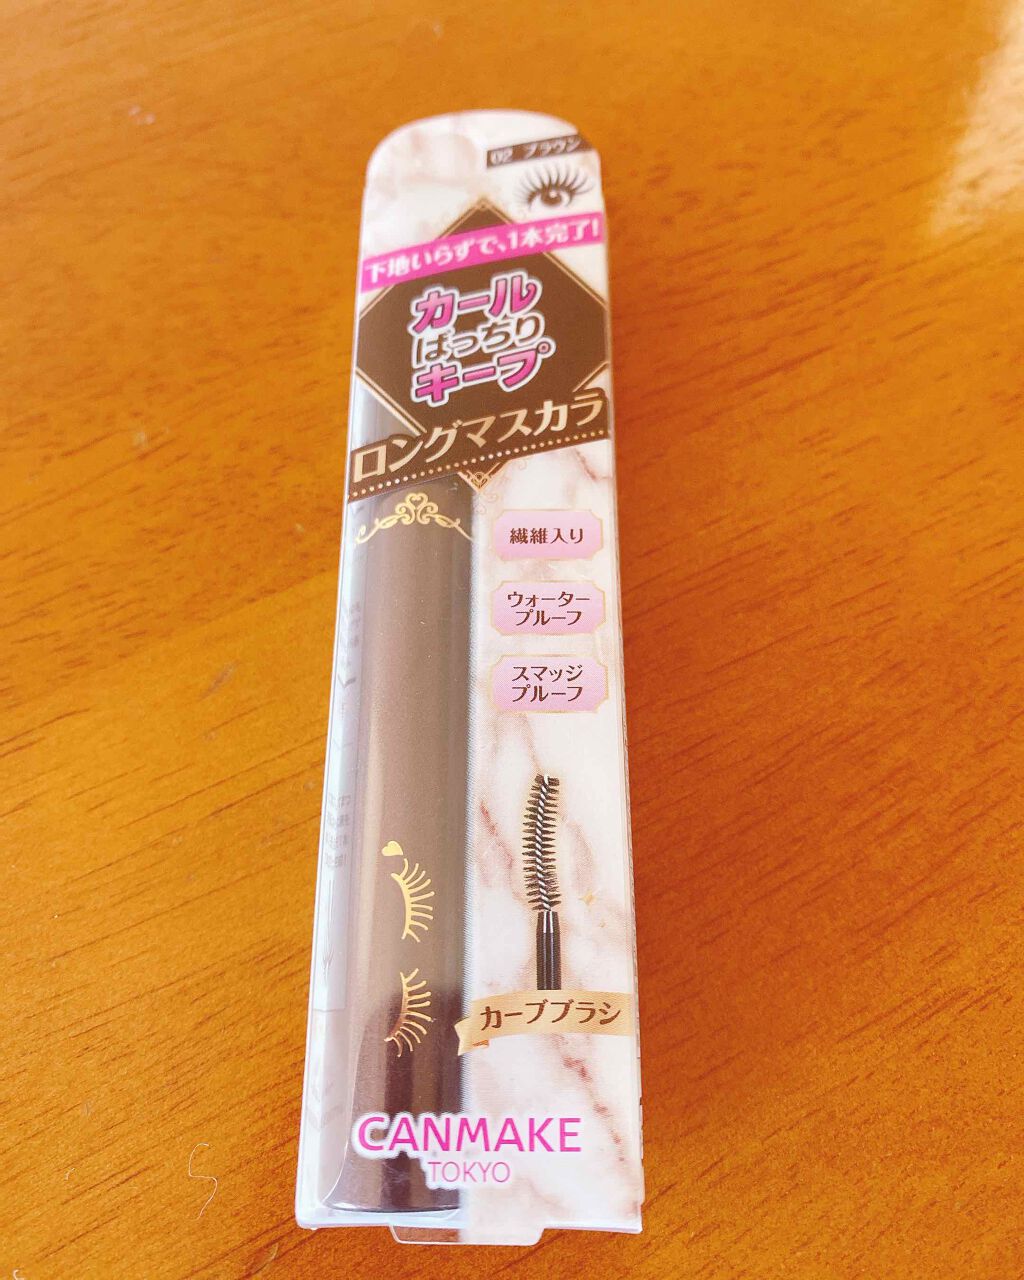 02 ブラウン
下地いらずで、1本完了!
カール
ぱっちり
キープ
ロングマスカラ
繊維入り
ウォーター
プルーフ
スマッジ
プルーフ
カーブブラシ
CANMAKE
TOKYO